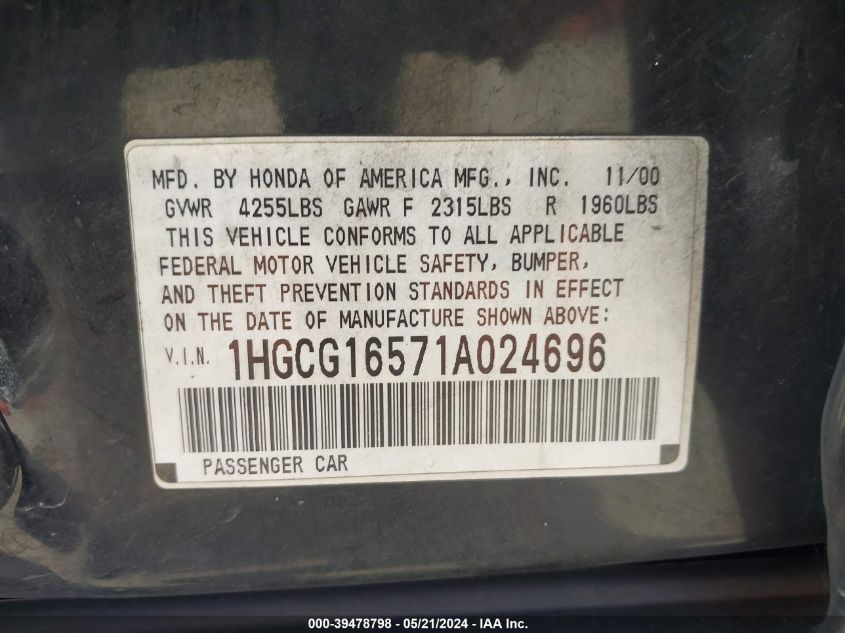 MFD. BY HONDA OF AMERICA MFG., INC. 11/00
GVWR 4255LBS GAWR F 2315LBS R 1960LBS
THIS VEHICLE CONFORMS TO ALL APPLICABLE
FEDERAL MOTOR VEHICLE SAFETY, BUMPER,
AND THEFT PREVENTION STANDARDS IN EFFECT
ON THE DATE OF MANUFACTURE SHOWN ABOVE:
V.I.N. 1HGCG16571A024696
PASSENGER CAR
000-39478798 - 05/21/2024 - IAA, Inc.